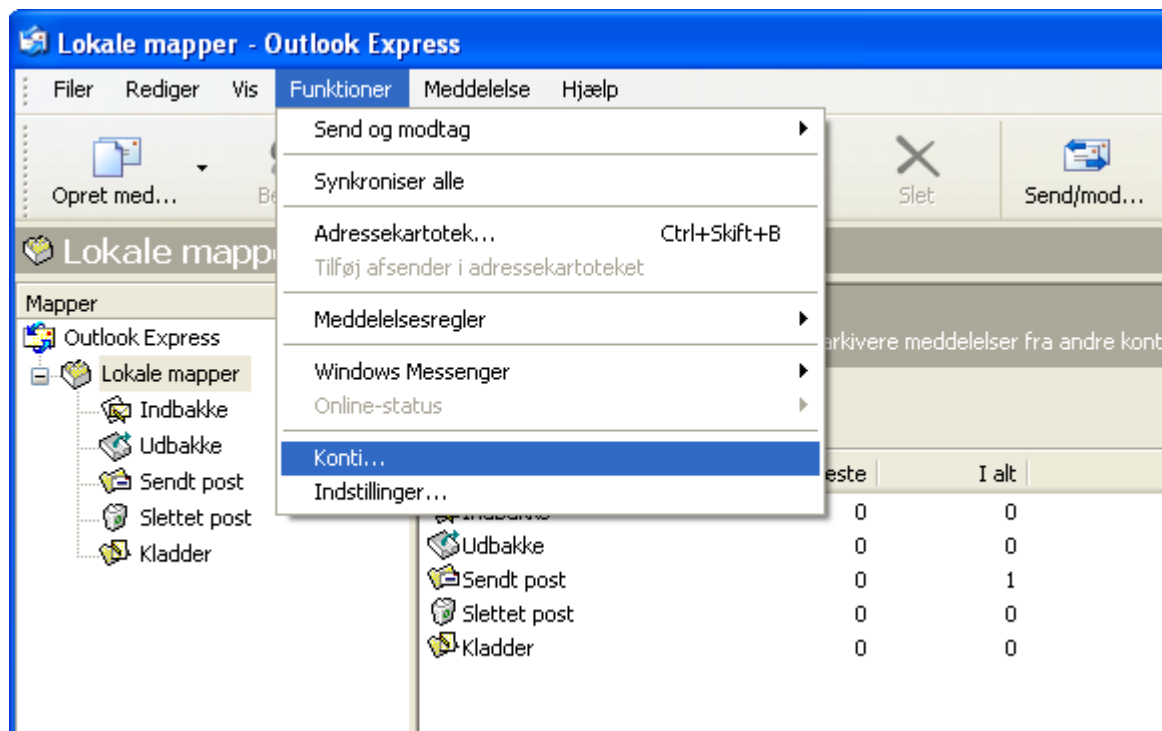 Lokale mapper - Outlook Express
Filer Rediger Vis Funktioner Meddelelse Hjælp
Opret med...
Slet
Send/mod...
Lokale mapp
Send og modtag
Synkroniser alle
Adressekartotek... Ctrl+Skift+B
Tilføj afsender i adressekartoteket
Meddelelsesregler
Windows Messenger
Online-status
Konti...
Indstillinger...
Mapper
Outlook Express
Lokale mapper
Indbakke
Udbakke
Sendt post
Slettet post
Kladder
meddelelser fra andre
I alt
Indbakke 0 0
Udbakke 0 0
Sendt post 0 1
Slettet post 0 0
Kladder 0 0